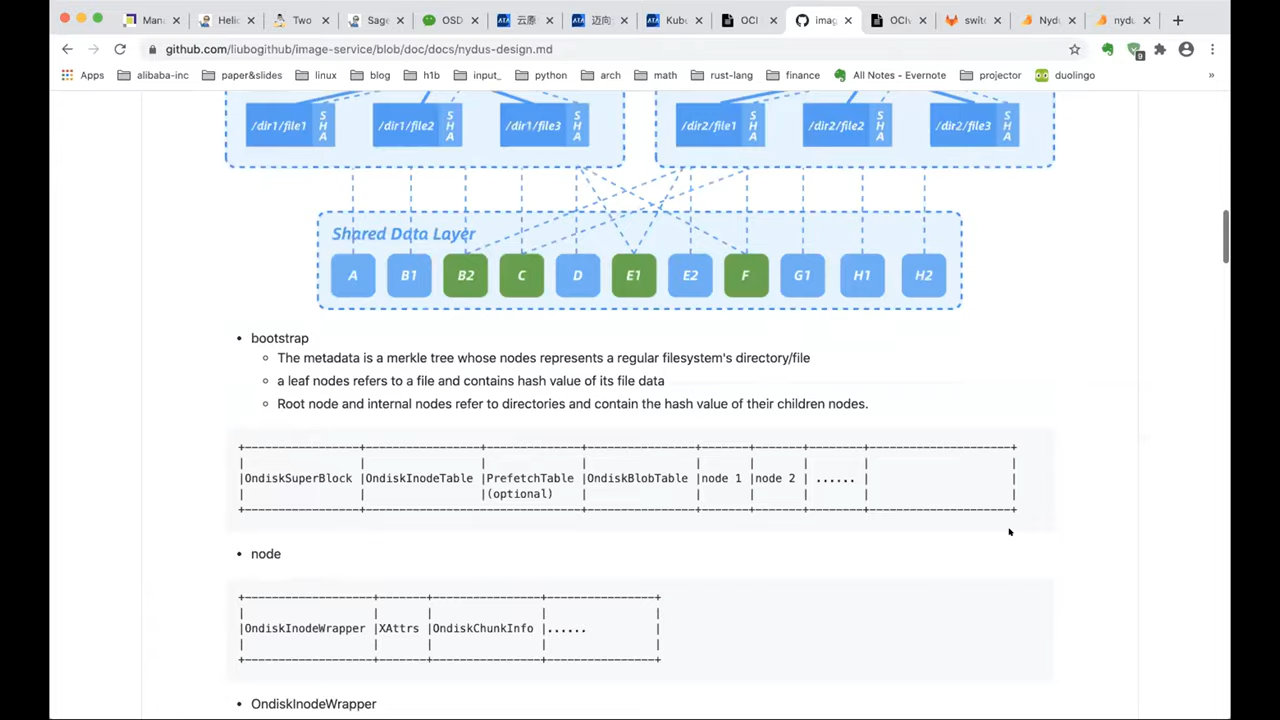 Mana
Helic
Two
Sage
OSD
云原
迈向
Kube
OCI
imag
OCIv
swit
Nydu
nydu
github.com/liubogithub/image-service/blob/doc/docs/nydus-design.md
9
Apps alibaba-inc paper&slides linux blog h1b input_ python arch math rust-lang finance All Notes - Evernote projector duolingo »
/dir1/file1 SHA /dir1/file2 SHA /dir1/file3 SHA /dir2/file1 SHA /dir2/file2 SHA /dir2/file3 SHA
Shared Data Layer
A B1 B2 C D E1 E2 F G1 H1 H2
• bootstrap
The metadata is a merkle tree whose nodes represents a regular filesystem's directory/file
a leaf nodes refers to a file and contains hash value of its file data
Root node and internal nodes refer to directories and contain the hash value of their children nodes.
+-----------------+-----------------+--------------+----------------+-------+-------+--------+---------------------+
| | | | | | | | |
|OndiskSuperBlock |OndiskInodeTable |PrefetchTable |OndiskBlobTable |node 1 |node 2 | ...... | |
| | |(optional) | | | | | |
+-----------------+-----------------+--------------+----------------+-------+-------+--------+---------------------+
• node
+-------------------+-------+----------------+----------------+
| | | | |
|OndiskInodeWrapper |XAttrs |OndiskChunkInfo |...... |
| | | | |
+-------------------+-------+----------------+----------------+
• OndiskInodeWrapper